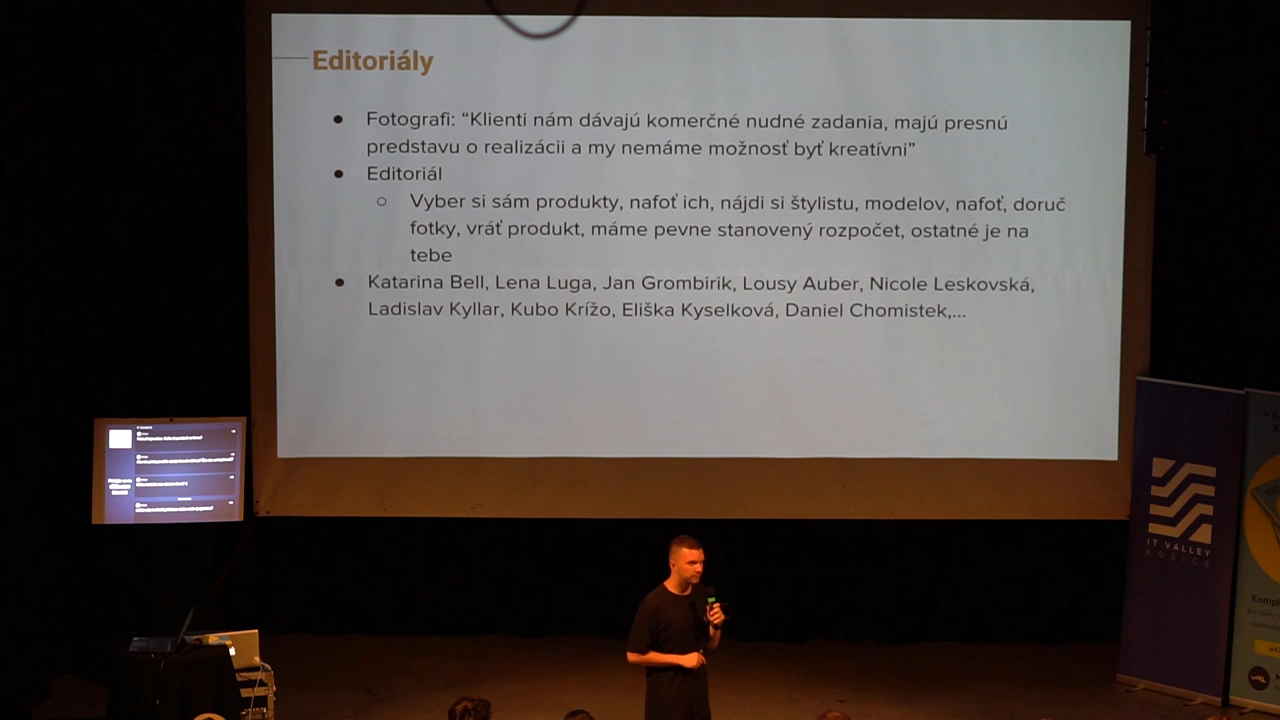 Editoriály
● Fotografi: “Klienti nám dávajú komerčné nudné zadania, majú presnú
predstavu o realizácii a my nemáme možnosť byť kreatívni”
● Editoriál
○ Vyber si sám produkty, nafoť ich, nájdi si štylistu, modelov, nafoť, doruč
fotky, vráť produkt, máme pevne stanovený rozpočet, ostatné je na
tebe
● Katarina Bell, Lena Luga, Jan Grombirik, Lousy Auber, Nicole Leskovská,
Ladislav Kyllar, Kubo Krížo, Eliška Kyselková, Daniel Chomistek,...
IT VALLEY
KOŠICE